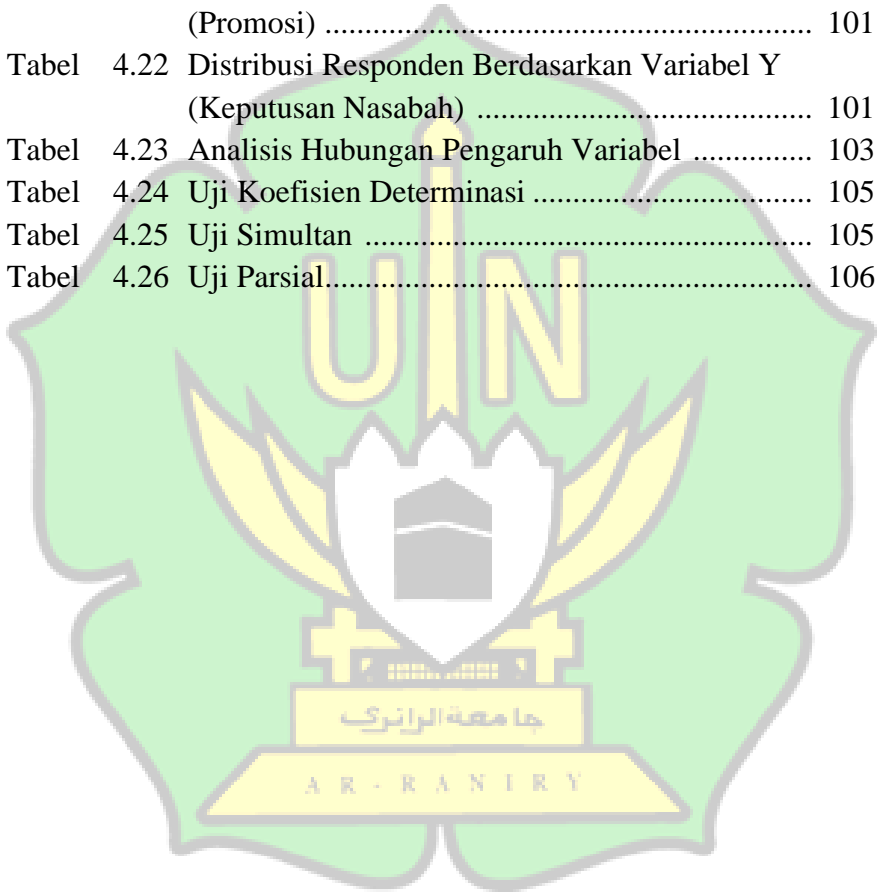 (Promosi) ............................................................. 101
Tabel 4.22 Distribusi Responden Berdasarkan Variabel Y
(Keputusan Nasabah) .......................................... 101
Tabel 4.23 Analisis Hubungan Pengaruh Variabel ............... 103
Tabel 4.24 Uji Koefisien Determinasi ................................... 105
Tabel 4.25 Uji Simultan ........................................................ 105
Tabel 4.26 Uji Parsial............................................................. 106
UIN
جامعة الرانري
AR-RANIRY